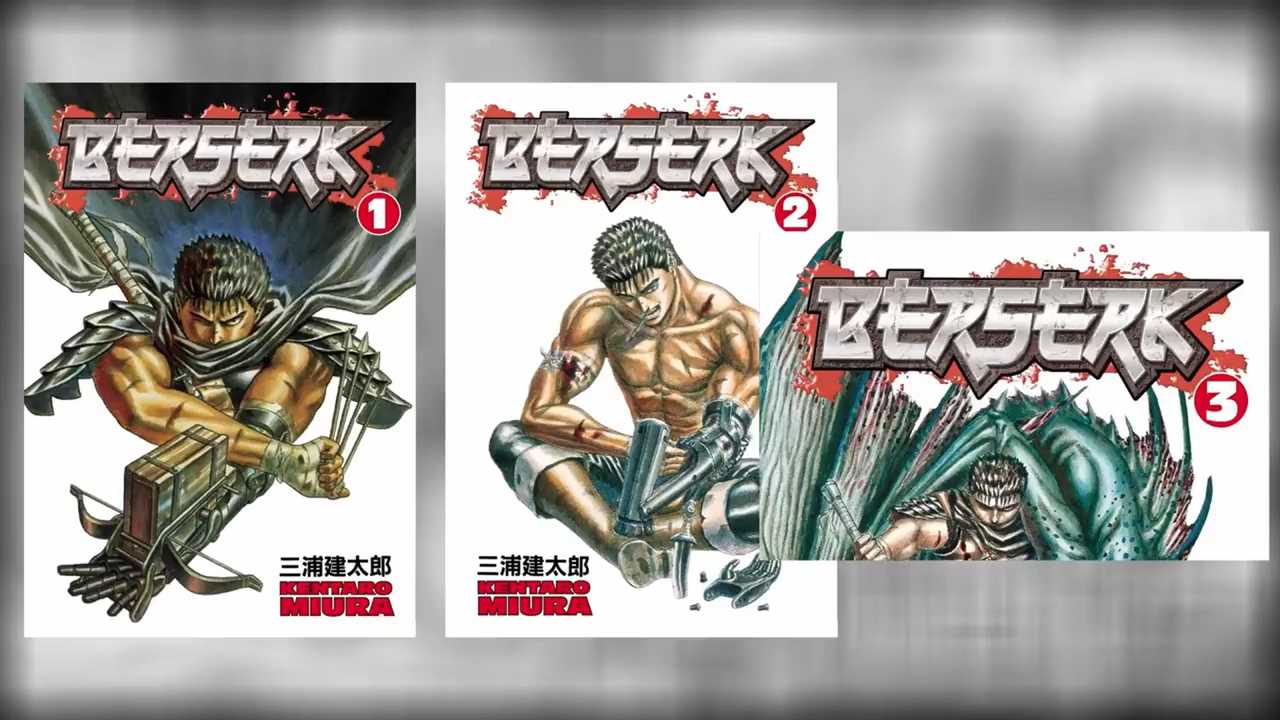 BERSERK
1
三浦建太郎
KENTARO
MIURA
BERSERK
2
三浦建太郎
KENTARO
MIURA
BERSERK
3